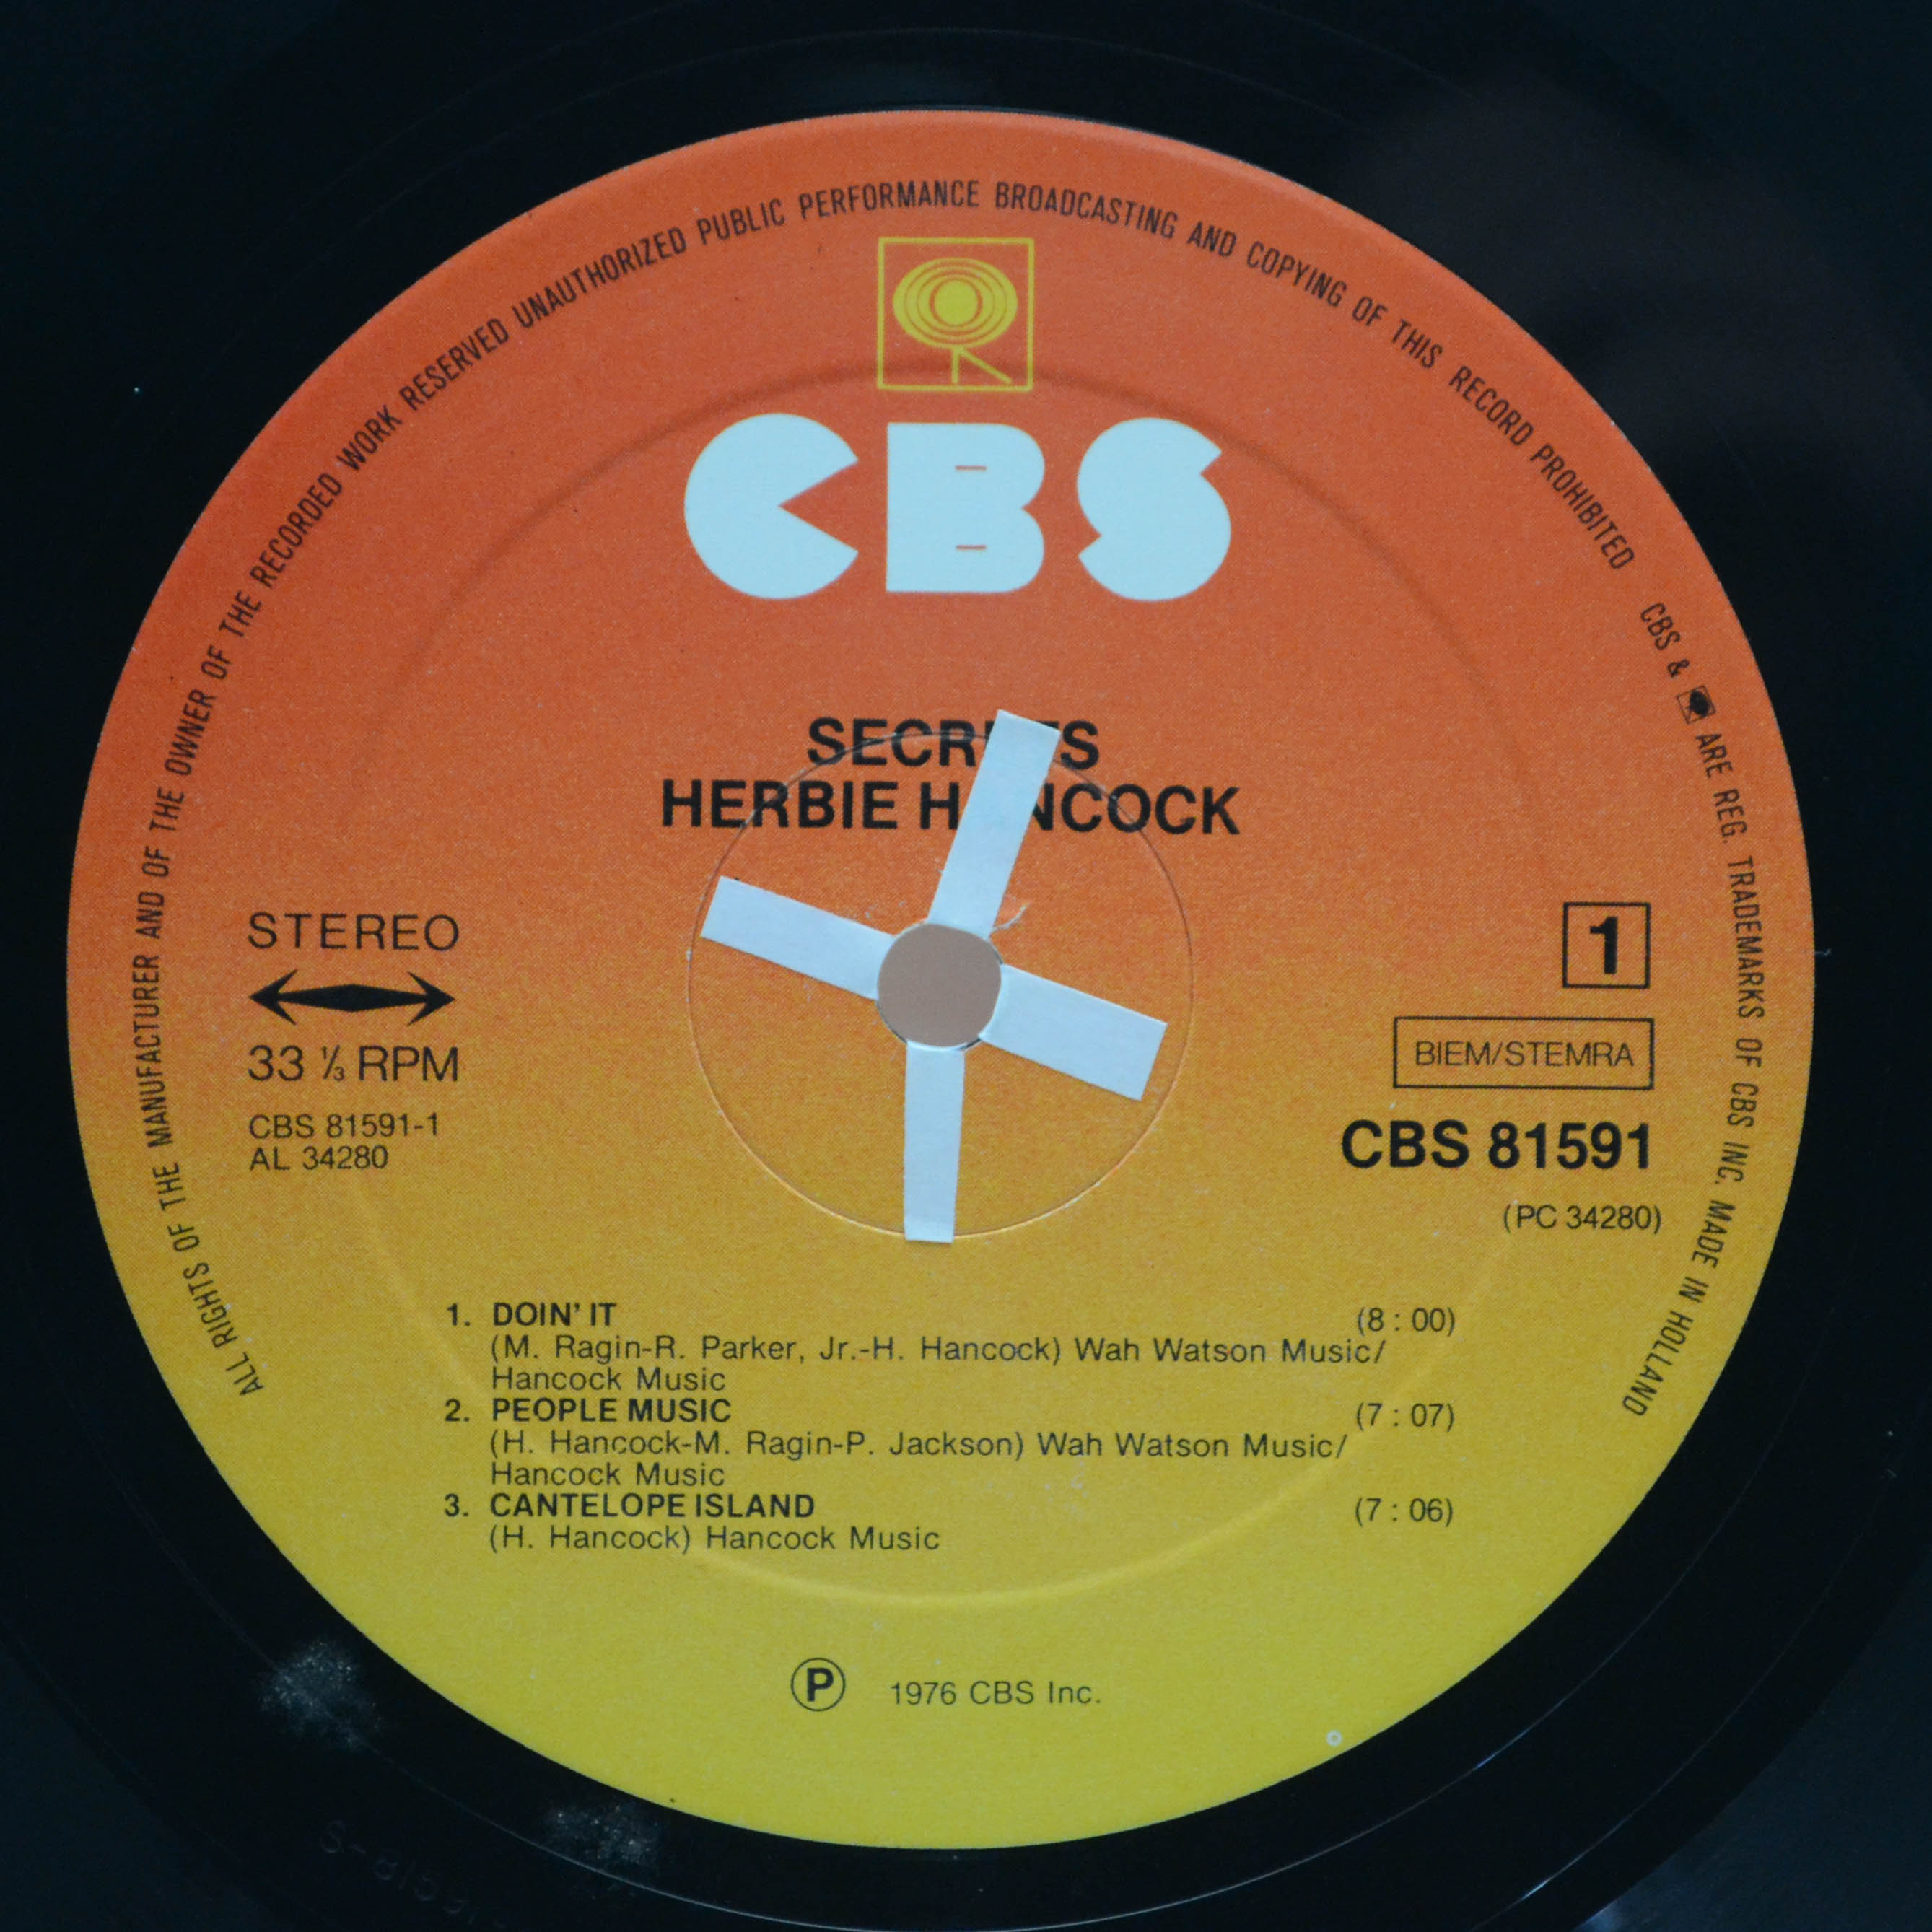 ALL RIGHTS OF THE MANUFACTURER AND OF THE OWNER OF THE RECORDED WORK RESERVED UNAUTHORIZED PUBLIC PERFORMANCE BROADCASTING AND COPYING OF THIS RECORD PROHIBITED CBS & ARE REG. TRADEMARKS OF CBS INC. MADE IN HOLLAND
CBS
SECRETS
HERBIE HANCOCK
STEREO
33 ⅓ RPM
CBS 81591-1
AL 34280
1
BIEM/STEMRA
CBS 81591
(PC 34280)
1. DOIN' IT (8 : 00)
(M. Ragin-R. Parker, Jr.-H. Hancock) Wah Watson Music/
Hancock Music
2. PEOPLE MUSIC (7 : 07)
(H. Hancock-M. Ragin-P. Jackson) Wah Watson Music/
Hancock Music
3. CANTELOPE ISLAND (7 : 06)
(H. Hancock) Hancock Music
Ⓟ 1976 CBS Inc.